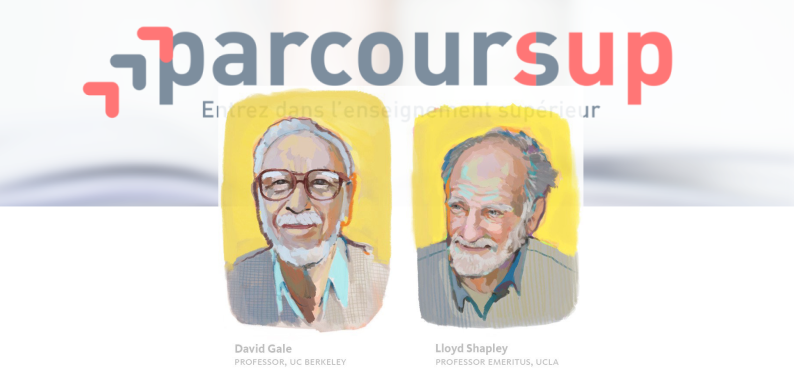 parcoursup
Entrez dans l'enseignement supérieur
David Gale
PROFESSOR, UC BERKELEY
Lloyd Shapley
PROFESSOR EMERITUS, UCLA